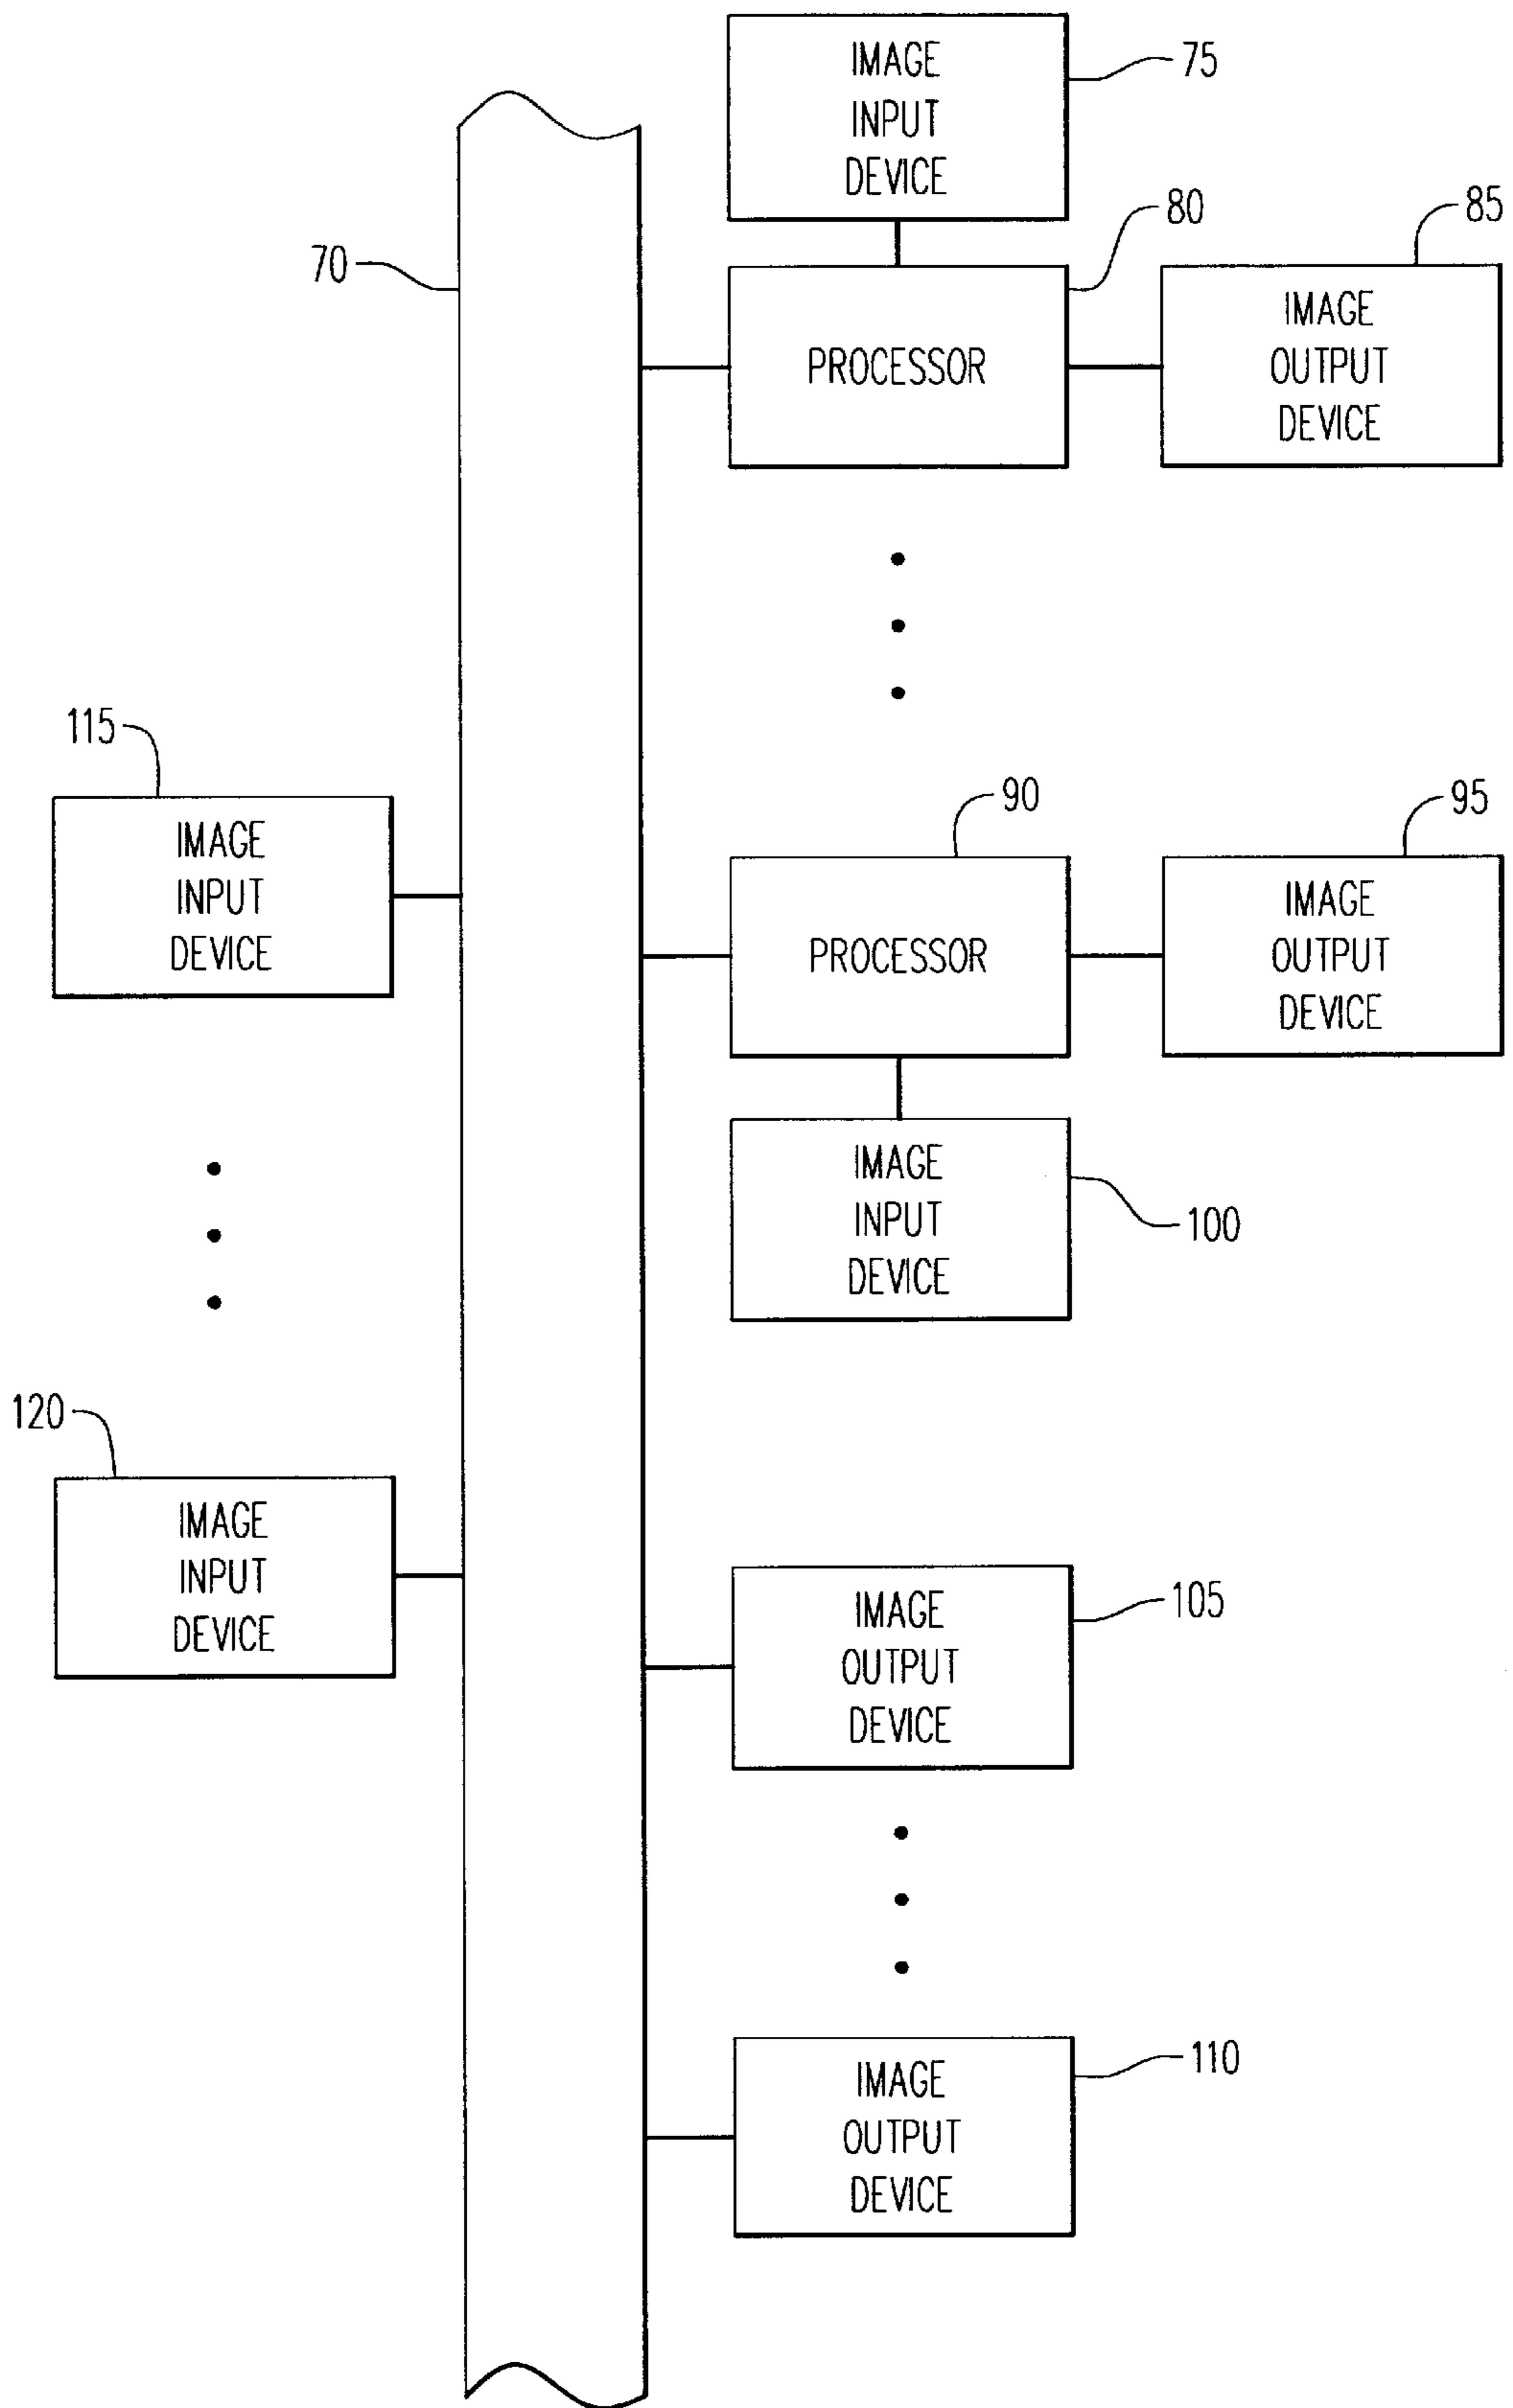 IMAGE
INPUT
DEVICE
75
80
85
70
PROCESSOR
IMAGE
OUTPUT
DEVICE
115
IMAGE
INPUT
DEVICE
90
95
PROCESSOR
IMAGE
OUTPUT
DEVICE
IMAGE
INPUT
DEVICE
100
120
IMAGE
INPUT
DEVICE
IMAGE
OUTPUT
DEVICE
105
IMAGE
OUTPUT
DEVICE
110